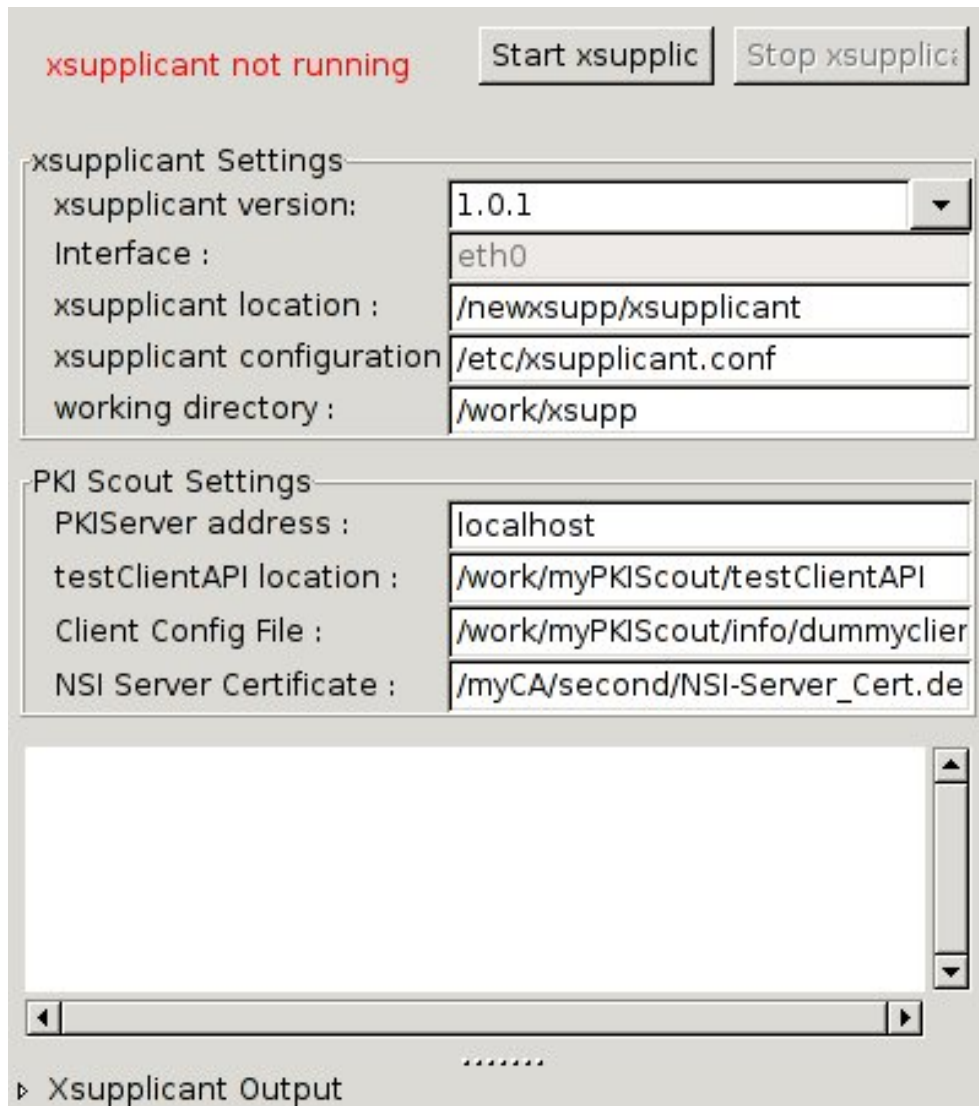 xsupplicant not running
Start xsupplic
Stop xsupplica
xsupplicant Settings
xsupplicant version: 1.0.1
Interface : eth0
xsupplicant location : /newxsupp/xsupplicant
xsupplicant configuration /etc/xsupplicant.conf
working directory : /work/xsupp
PKI Scout Settings
PKIServer address : localhost
testClientAPI location : /work/myPKIScout/testClientAPI
Client Config File : /work/myPKIScout/info/dummyclier
NSI Server Certificate : /myCA/second/NSI-Server_Cert.de
Xsupplicant Output